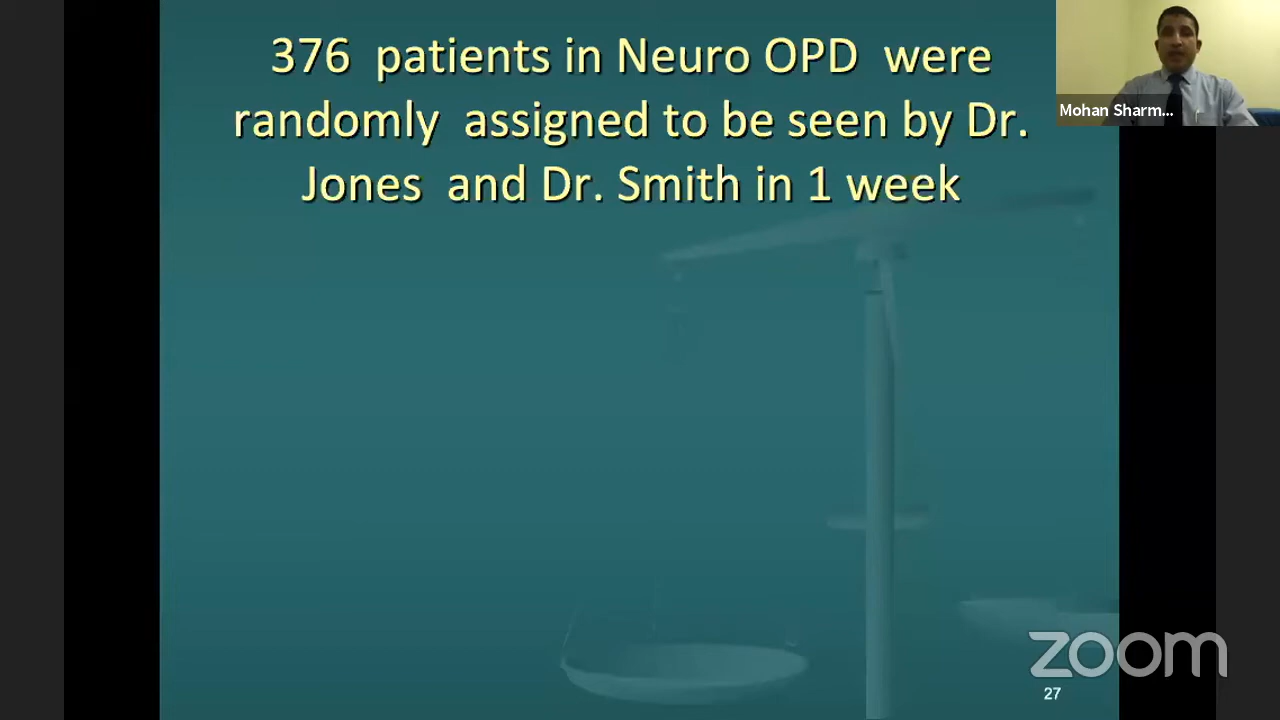 376 patients in Neuro OPD were
randomly assigned to be seen by Dr.
Jones and Dr. Smith in 1 week
Mohan Sharm...
zoom
27